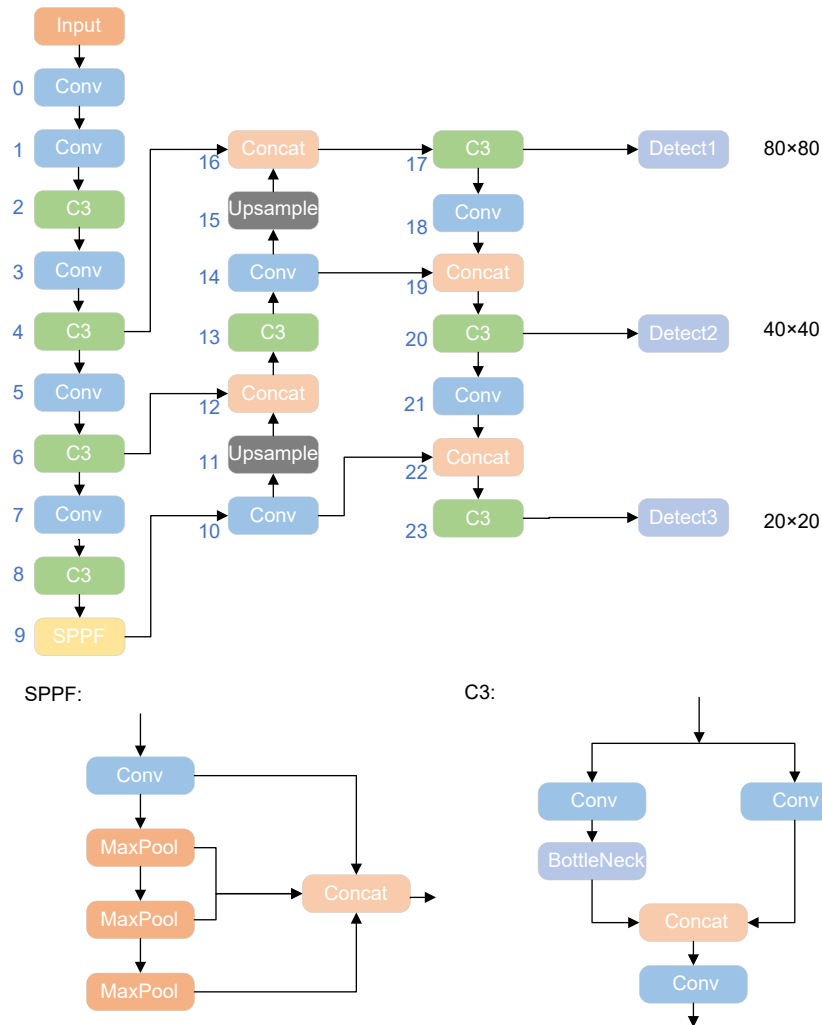 Input
0 Conv
1 Conv
2 C3
3 Conv
4 C3
5 Conv
6 C3
7 Conv
8 C3
9 SPPF
16 Concat
15 Upsample
14 Conv
13 C3
12 Concat
11 Upsample
10 Conv
17 C3
18 Conv
19 Concat
20 C3
21 Conv
22 Concat
23 C3
Detect1 80×80
Detect2 40×40
Detect3 20×20
SPPF:
Conv
MaxPool
MaxPool
MaxPool
Concat
C3:
Conv
Conv
BottleNeck
Concat
Conv